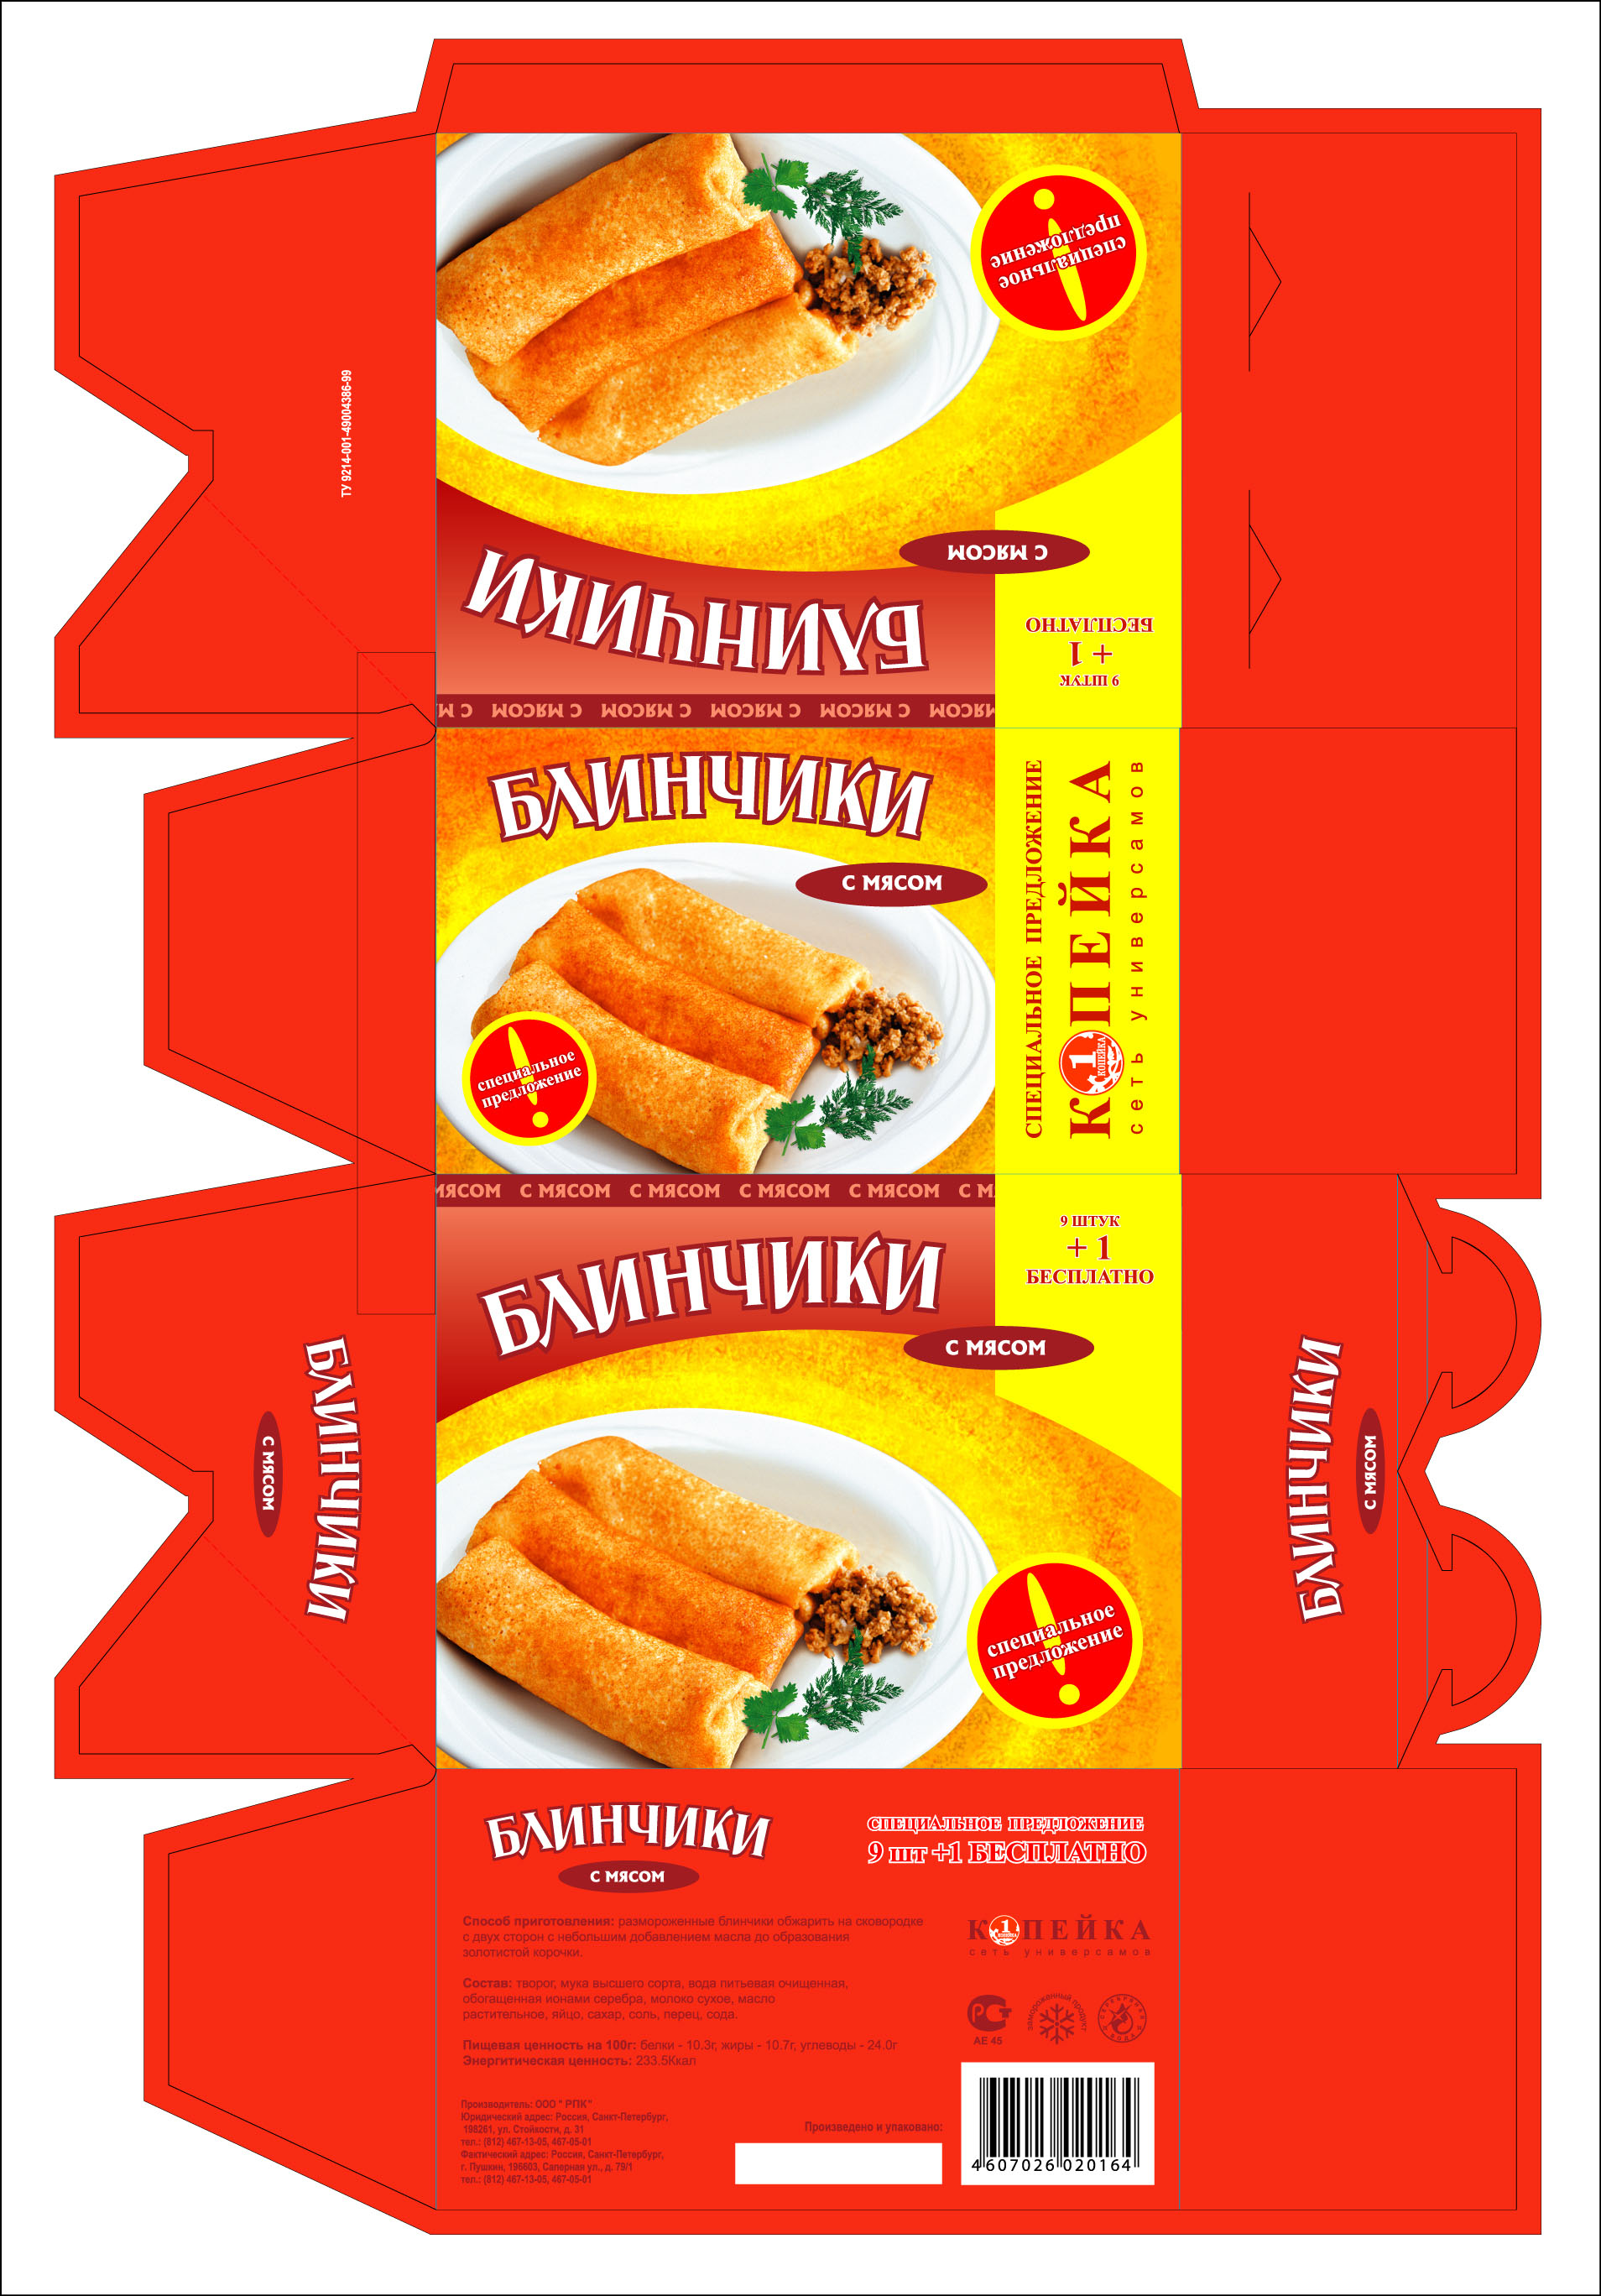 ТУ 9214-001-49004386-99
специальное
предложение
С МЯСОМ
БЛИНЧИКИ
9 ШТУК
+ 1
БЕСПЛАТНО
С МЯСОМ С МЯСОМ С МЯСОМ С МЯСОМ С М
БЛИНЧИКИ
С МЯСОМ
специальное
предложение
СПЕЦИАЛЬНОЕ ПРЕДЛОЖЕНИЕ
КОПЕЙКА
1
КОПЕЙКА
сеть универсамов
МЯСОМ С МЯСОМ С МЯСОМ С МЯСОМ С МЯСОМ С М
9 ШТУК
+ 1
БЕСПЛАТНО
БЛИНЧИКИ
С МЯСОМ
специальное
предложение
БЛИНЧИКИ
С МЯСОМ
БЛИНЧИКИ
С МЯСОМ
БЛИНЧИКИ
С МЯСОМ
СПЕЦИАЛЬНОЕ ПРЕДЛОЖЕНИЕ
9 шт +1 БЕСПЛАТНО
Способ приготовления: размороженные блинчики обжарить на сковородке
с двух сторон с небольшим добавлением масла до образования
золотистой корочки.
Состав: творог, мука высшего сорта, вода питьевая очищенная,
обогащенная ионами серебра, молоко сухое, масло
растительное, яйцо, сахар, соль, перец, сода.
Пищевая ценность на 100г: белки - 10.3г, жиры - 10.7г, углеводы - 24.0г
Энергитическая ценность: 233.5Ккал
КОПЕЙКА
1
КОПЕЙКА
сеть универсамов
РСТ
АЕ 45
замороженный продукт
Производитель: ООО " РПК"
Юридический адрес: Россия, Санкт-Петербург,
198261, ул. Стойкости, д. 31
тел.: (812) 467-13-05, 467-05-01
Фактический адрес: Россия, Санкт-Петербург,
г. Пушкин, 196603, Саперная ул., д. 79/1
тел.: (812) 467-13-05, 467-05-01
Произведено и упаковано:
4 607026 020164